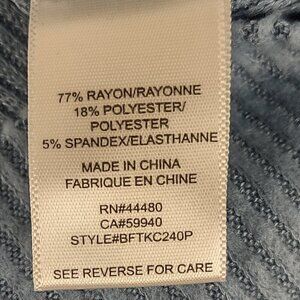 77% RAYON/RAYONNE
18% POLYESTER/
POLYESTER
5% SPANDEX/ELASTHANNE
MADE IN CHINA
FABRIQUE EN CHINE
RN#44480
CA#59940
STYLE#BFTKC240P
SEE REVERSE FOR CARE